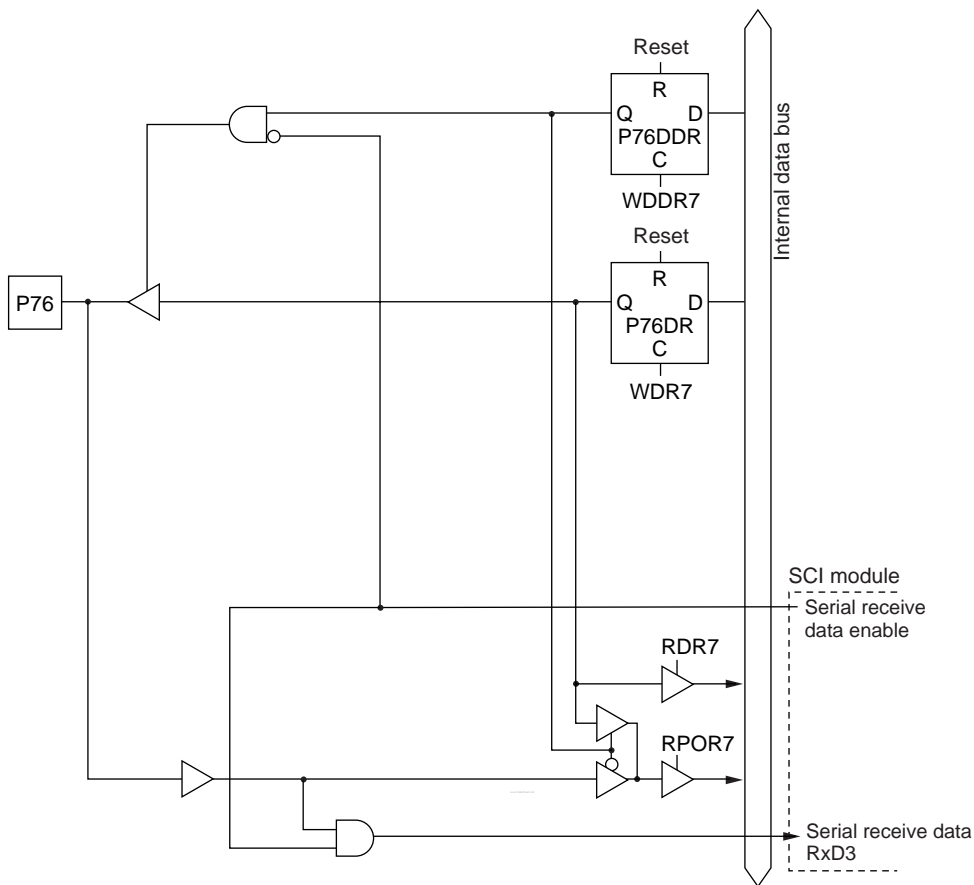 Reset
R
Q D
P76DDR
C
WDDR7
Internal data bus
Reset
R
P76
Q D
P76DR
C
WDR7
SCI module
Serial receive
data enable
RDR7
RPOR7
Serial receive data
RxD3